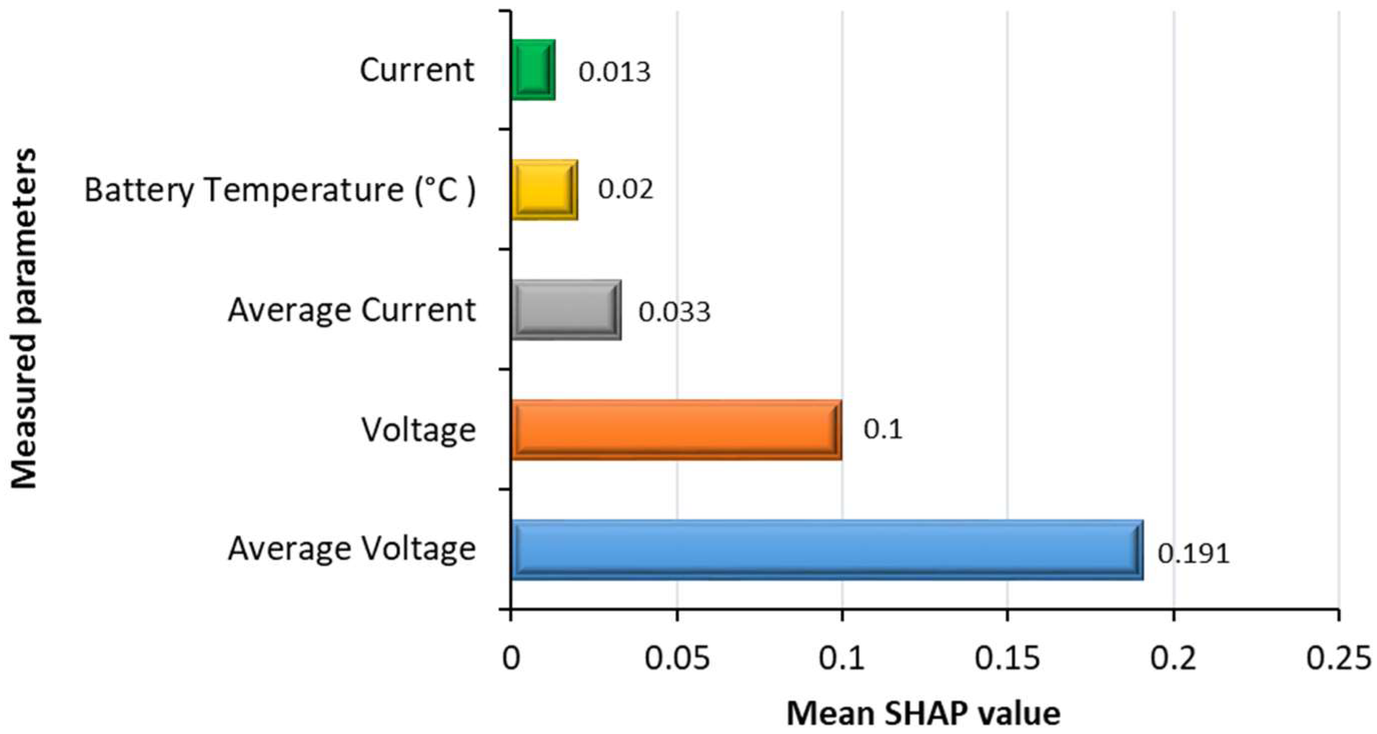 Measured parameters
Current
0.013
Battery Temperature (°C )
0.02
Average Current
0.033
Voltage
0.1
Average Voltage
0.191
0 0.05 0.1 0.15 0.2 0.25
Mean SHAP value